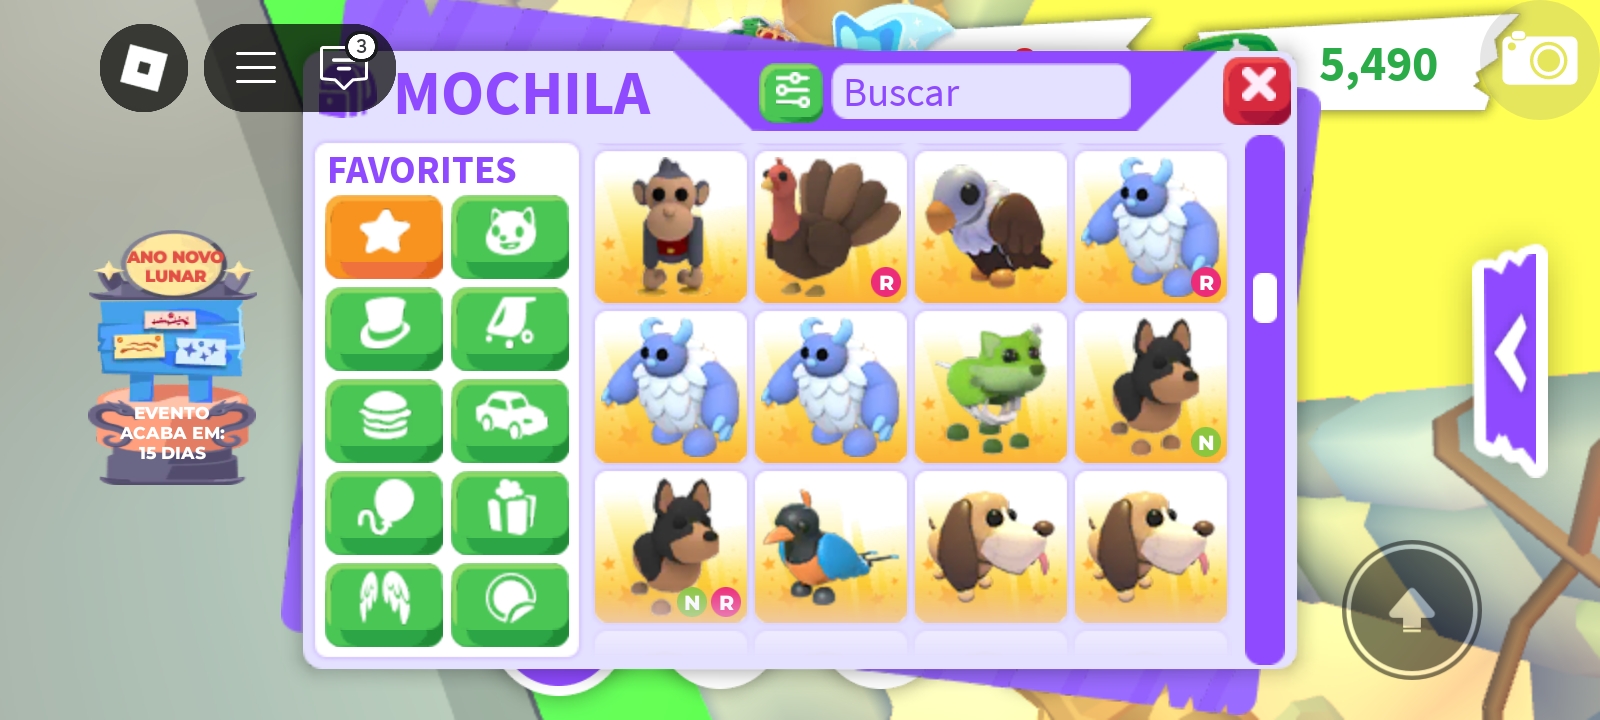 3
MOCHILA
Buscar
5,490
FAVORITES
ANO NOVO
LUNAR
EVENTO
ACABA EM:
15 DIAS
R
R
N
N R